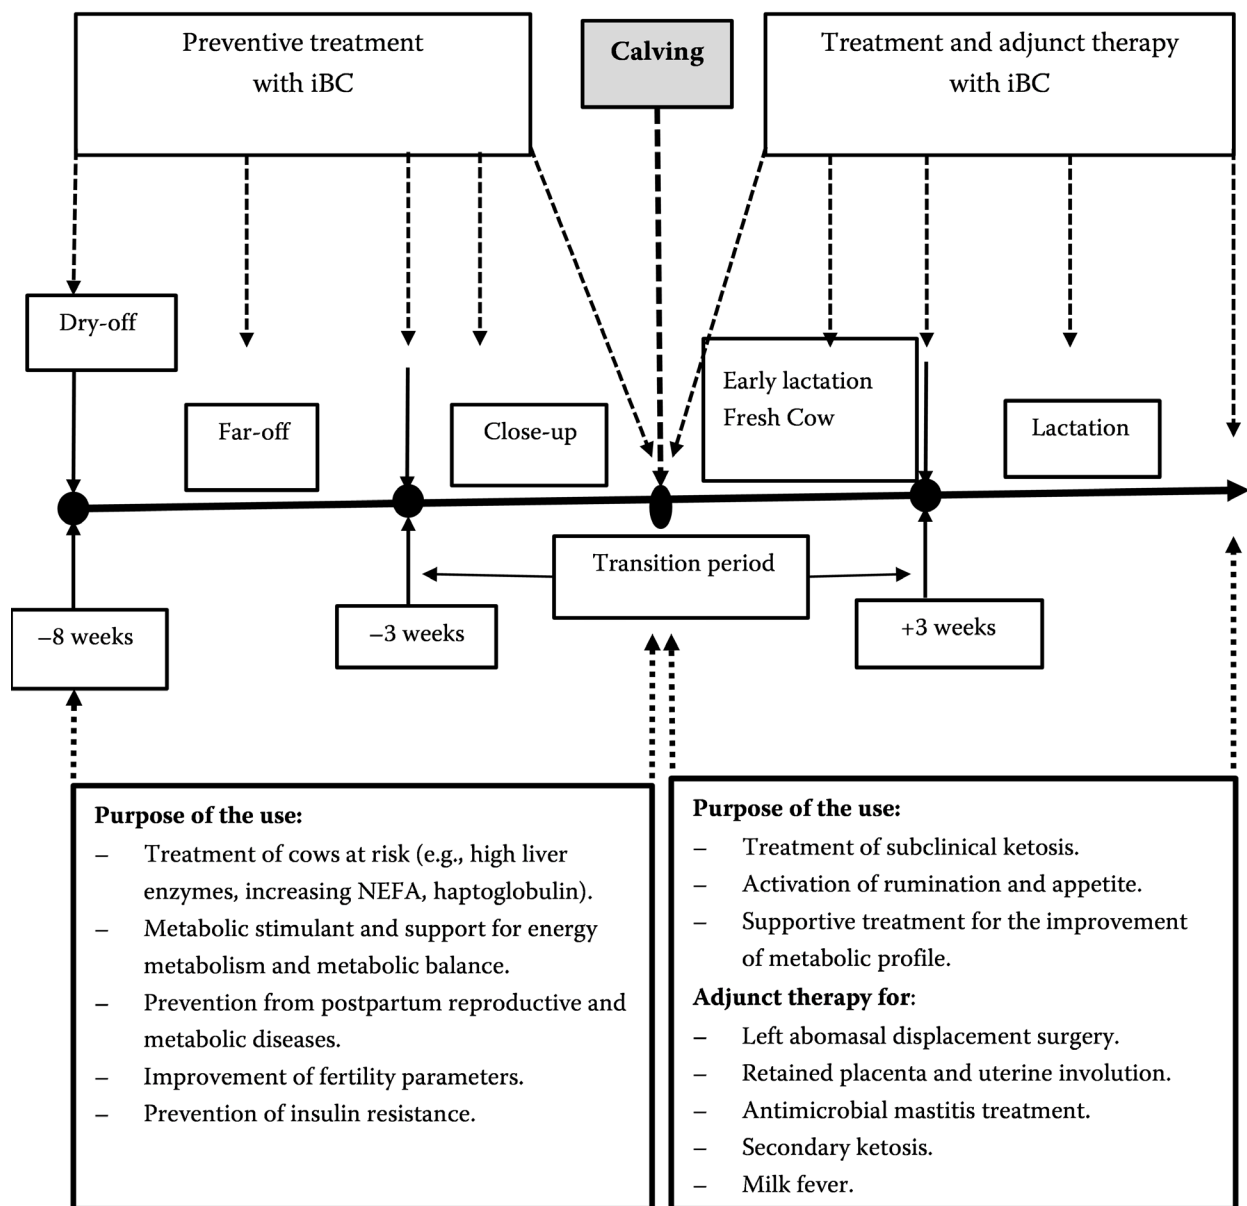 Preventive treatment
with iBC
Calving
Treatment and adjunct therapy
with iBC
Dry-off
Far-off
Close-up
Early lactation
Fresh Cow
Lactation
Transition period
–8 weeks
–3 weeks
+3 weeks
Purpose of the use:
– Treatment of cows at risk (e.g., high liver
enzymes, increasing NEFA, haptoglobulin).
– Metabolic stimulant and support for energy
metabolism and metabolic balance.
– Prevention from postpartum reproductive and
metabolic diseases.
– Improvement of fertility parameters.
– Prevention of insulin resistance.
Purpose of the use:
– Treatment of subclinical ketosis.
– Activation of rumination and appetite.
– Supportive treatment for the improvement
of metabolic profile.
Adjunct therapy for:
– Left abomasal displacement surgery.
– Retained placenta and uterine involution.
– Antimicrobial mastitis treatment.
– Secondary ketosis.
– Milk fever.